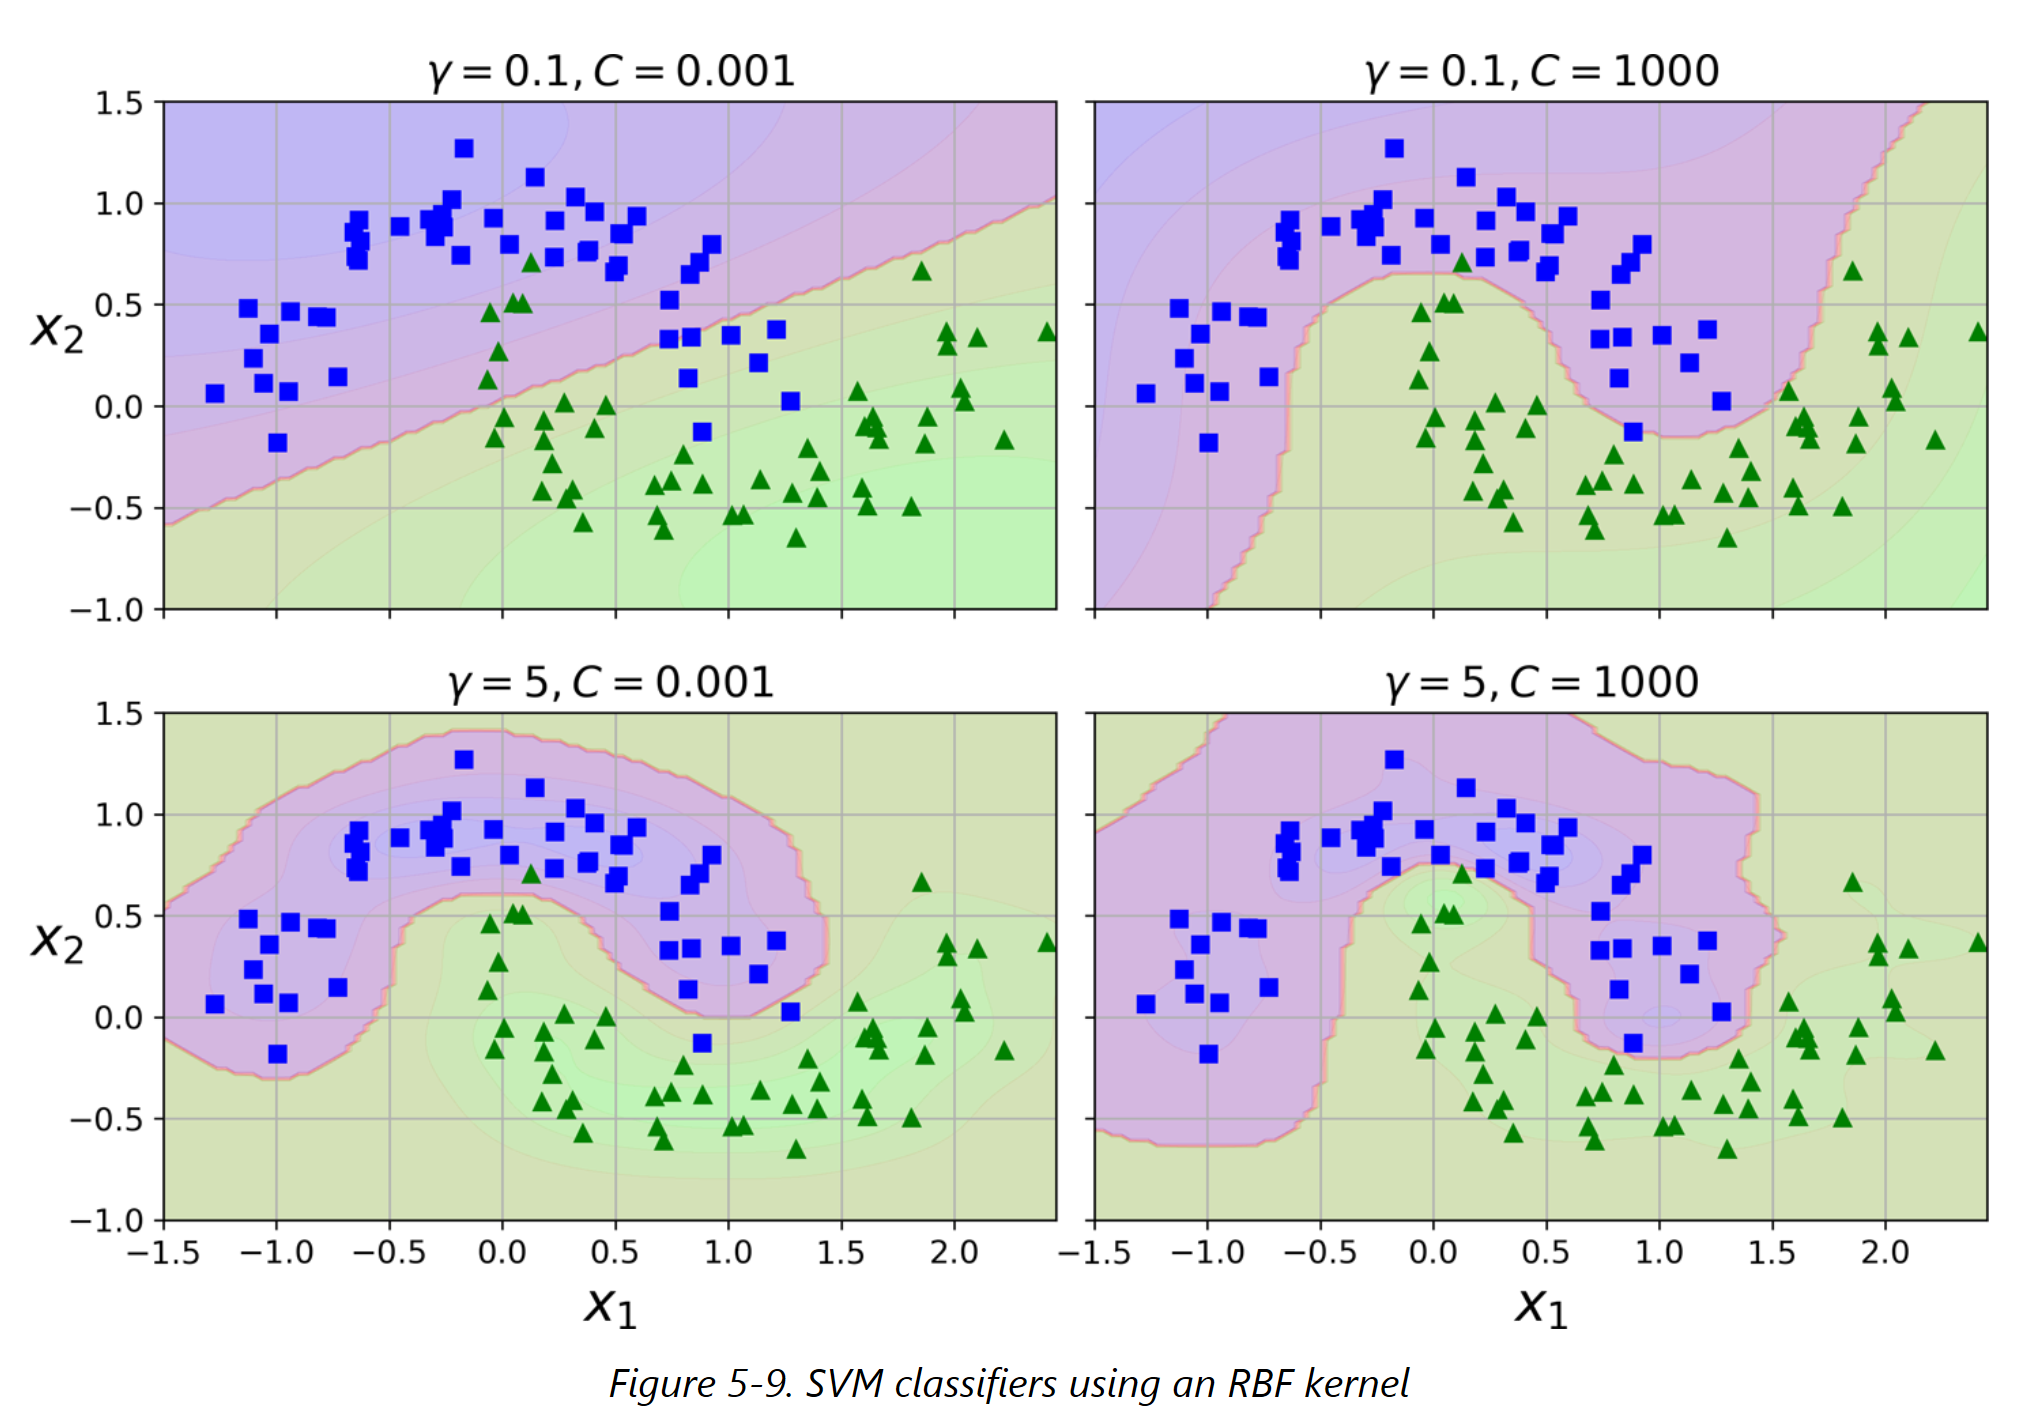 γ = 0.1, C = 0.001
γ = 0.1, C = 1000
1.5
1.0
0.5
0.0
−0.5
−1.0
x₂
γ = 5, C = 0.001
γ = 5, C = 1000
1.5
1.0
0.5
0.0
−0.5
−1.0
x₂
−1.5 −1.0 −0.5 0.0 0.5 1.0 1.5 2.0
−1.5 −1.0 −0.5 0.0 0.5 1.0 1.5 2.0
x₁
x₁
Figure 5-9. SVM classifiers using an RBF kernel